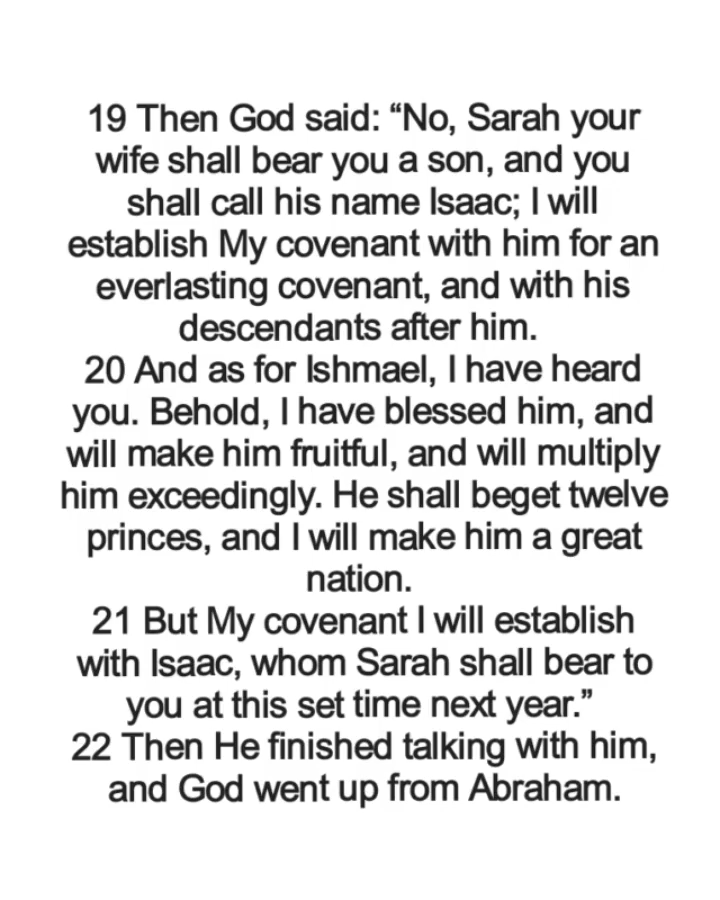 19 Then God said: “No, Sarah your
wife shall bear you a son, and you
shall call his name Isaac; I will
establish My covenant with him for an
everlasting covenant, and with his
descendants after him.
20 And as for Ishmael, I have heard
you. Behold, I have blessed him, and
will make him fruitful, and will multiply
him exceedingly. He shall beget twelve
princes, and I will make him a great
nation.
21 But My covenant I will establish
with Isaac, whom Sarah shall bear to
you at this set time next year.”
22 Then He finished talking with him,
and God went up from Abraham.